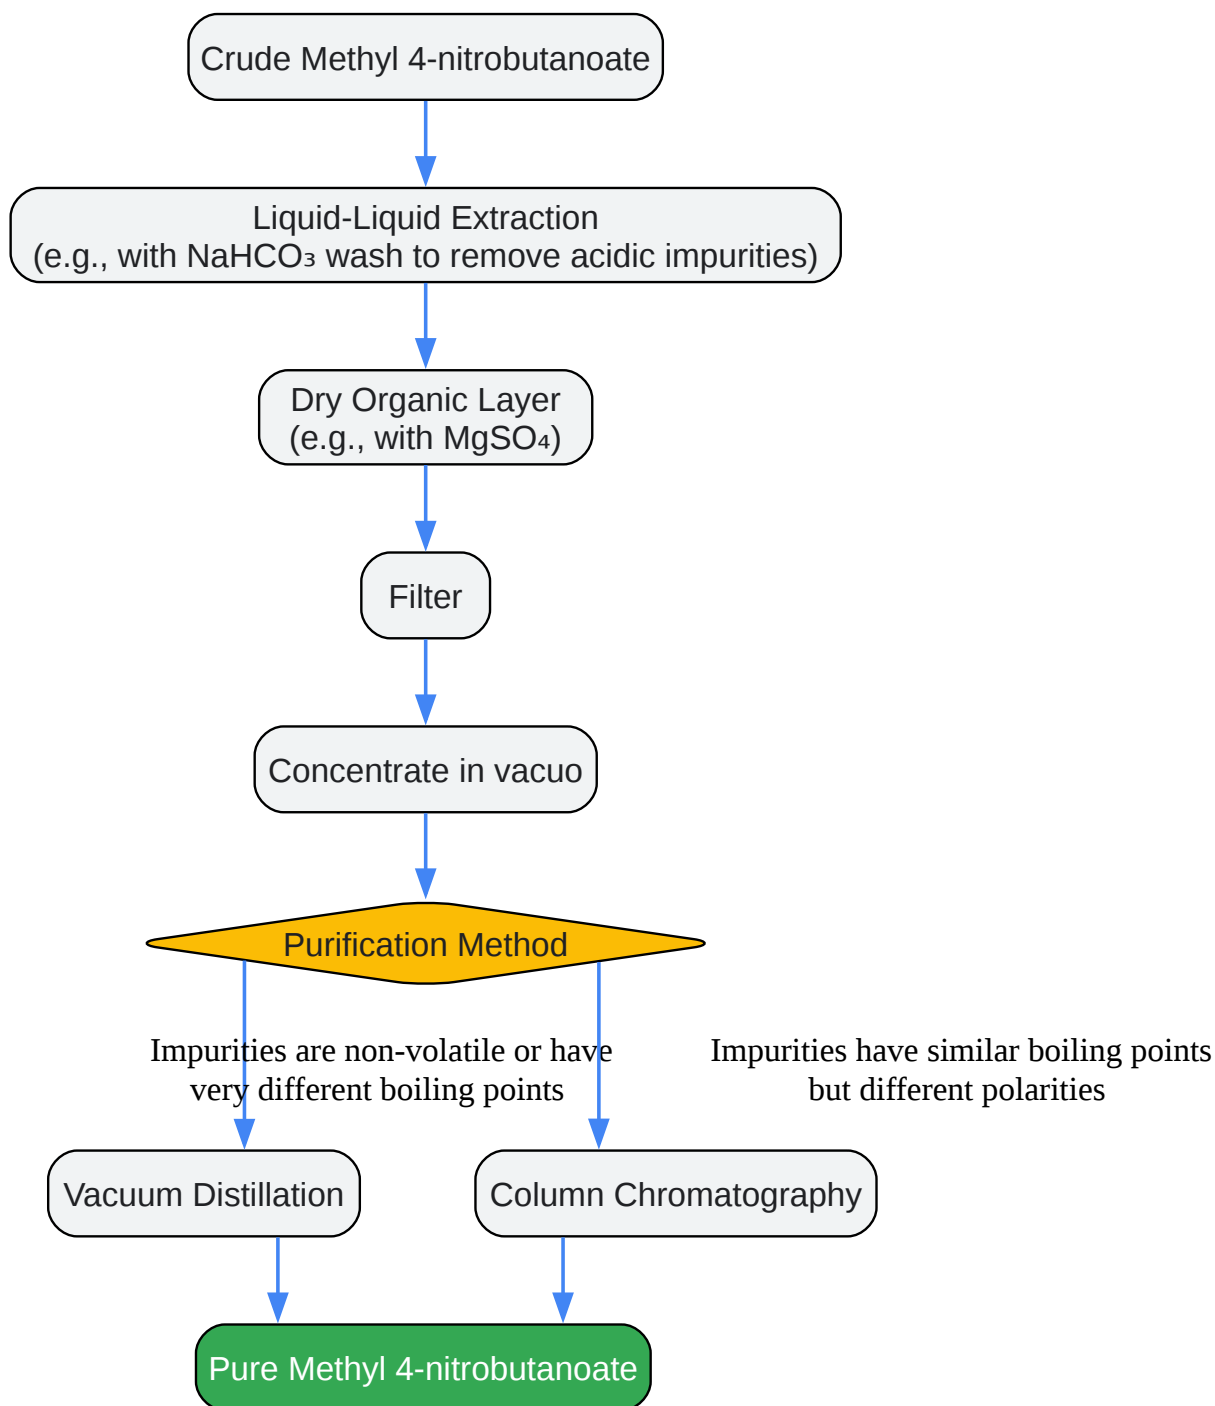 Crude Methyl 4-nitrobutanoate
Liquid-Liquid Extraction
(e.g., with NaHCO₃ wash to remove acidic impurities)
Dry Organic Layer
(e.g., with MgSO₄)
Filter
Concentrate in vacuo
Purification Method
Impurities are non-volatile or have
very different boiling points
Impurities have similar boiling points
but different polarities
Vacuum Distillation
Column Chromatography
Pure Methyl 4-nitrobutanoate